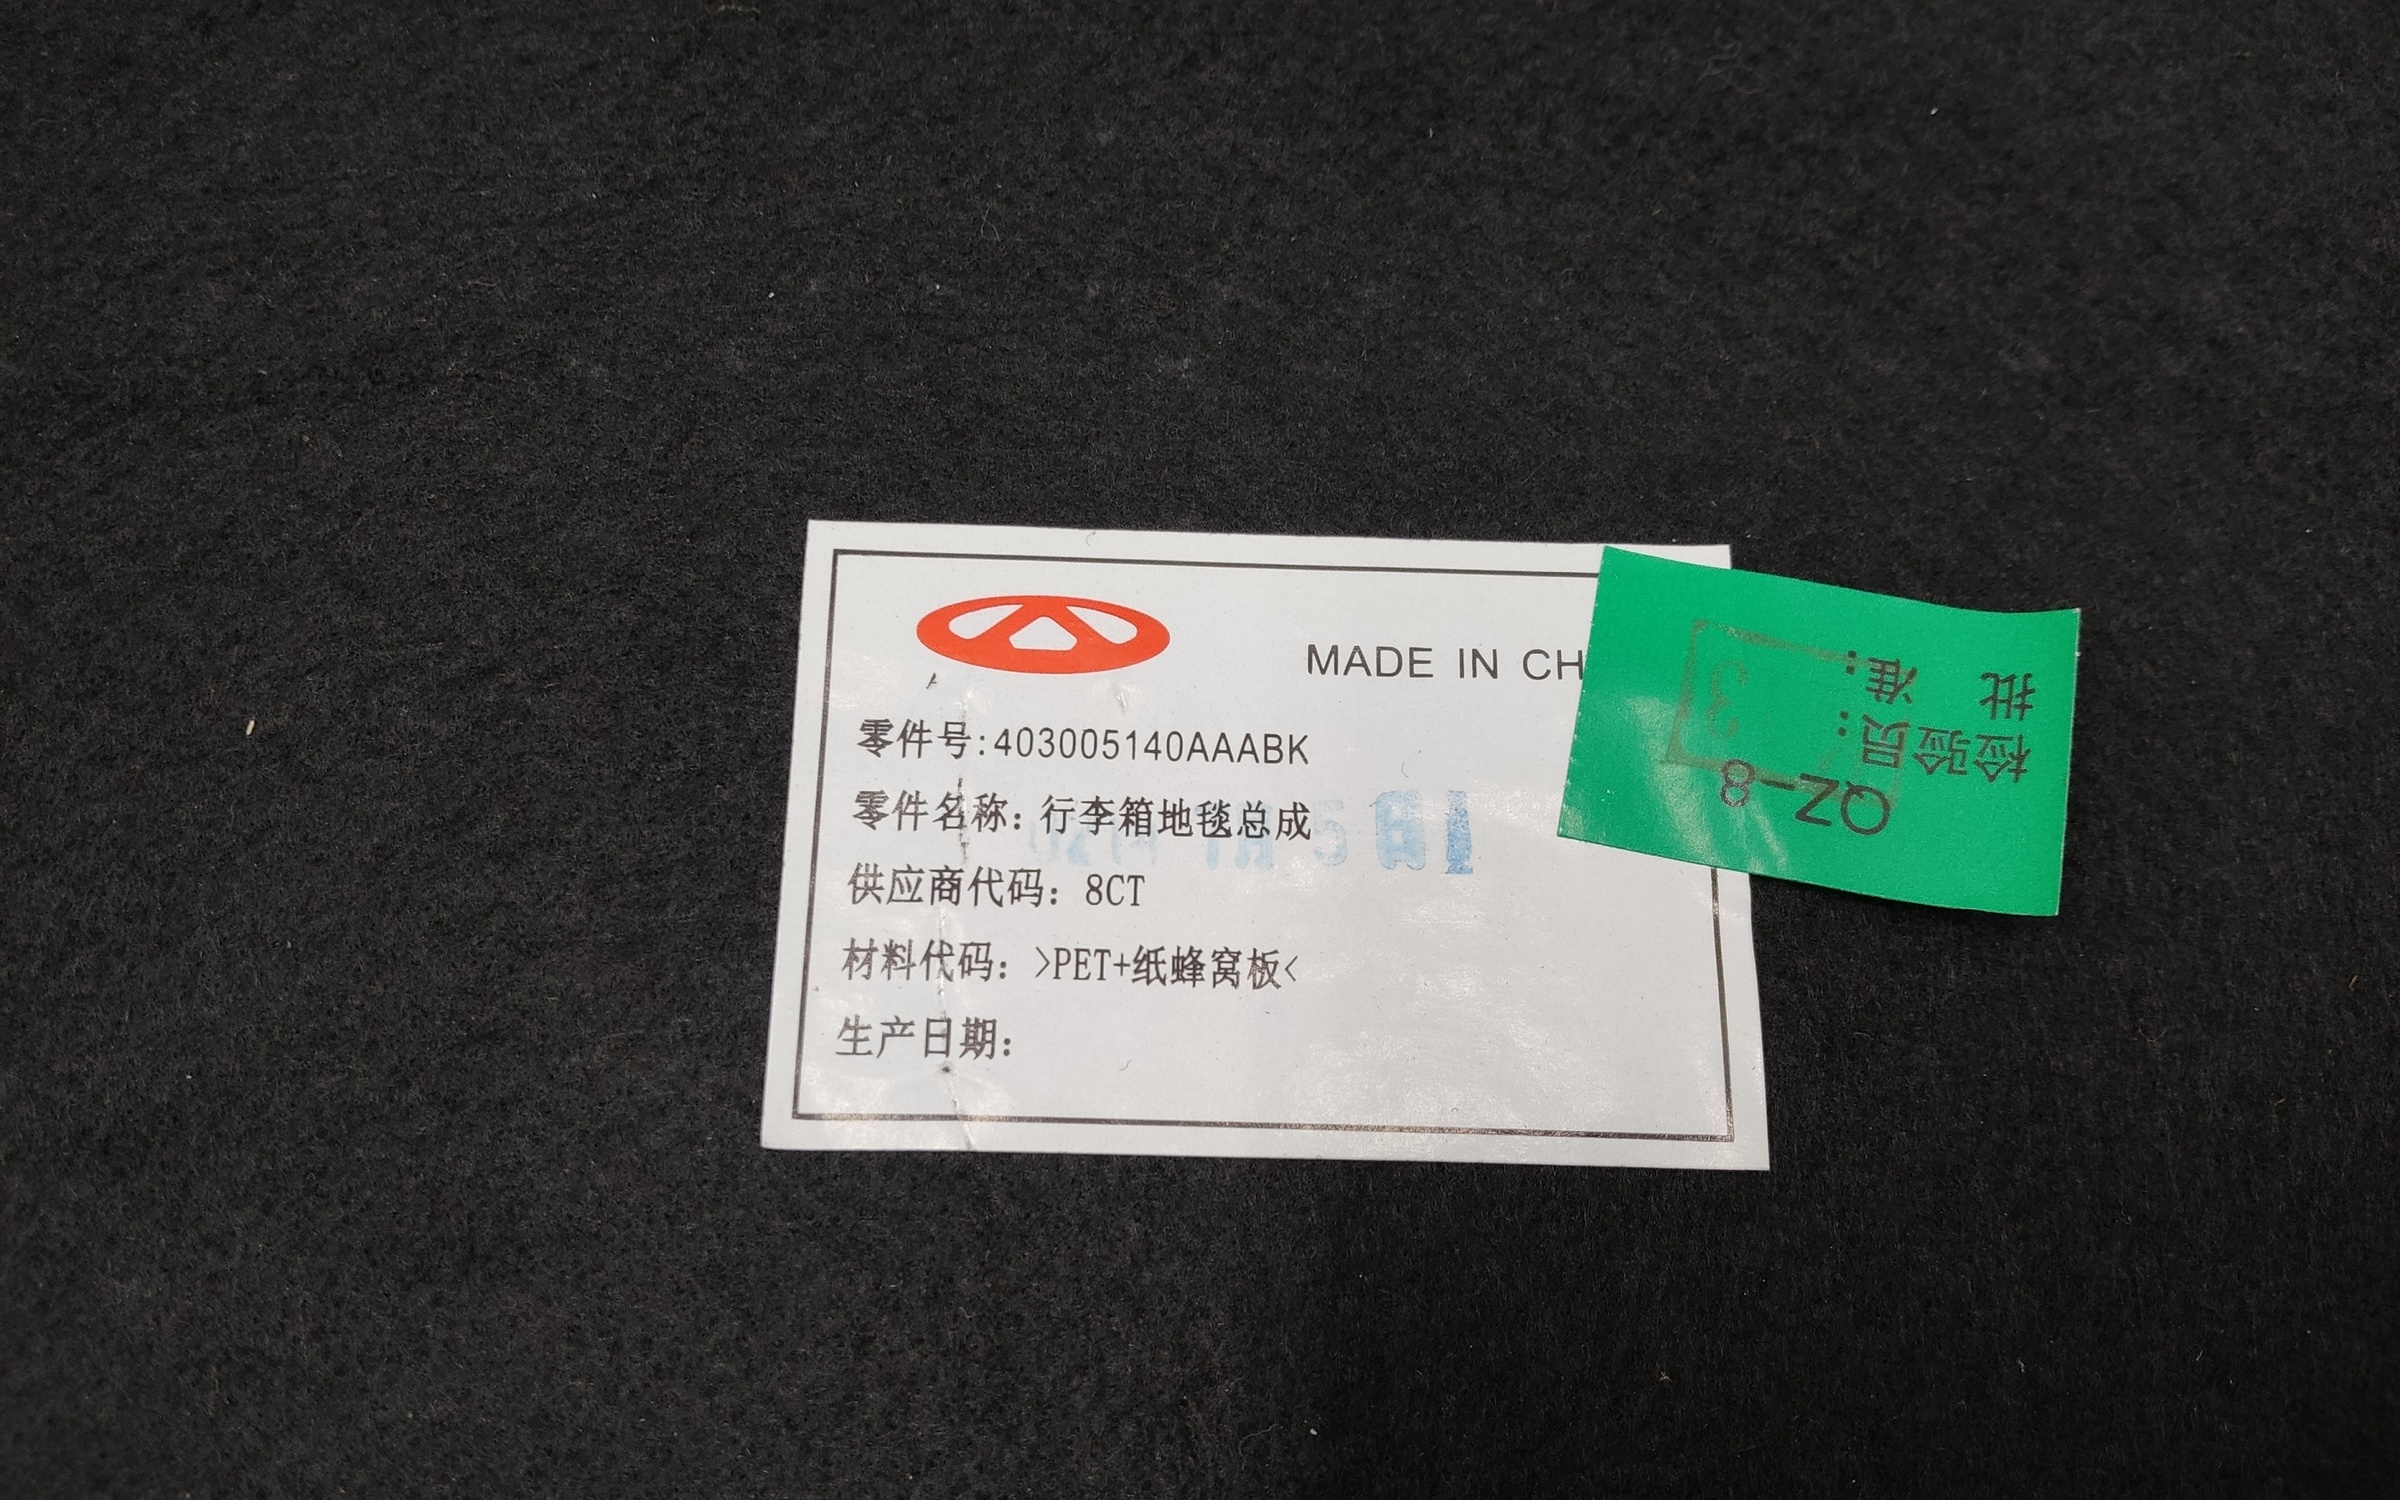 MADE IN CH
零件号:403005140AAABK
零件名称: 行李箱地毯总成
供应商代码: 8CT
材料代码: >PET+纸蜂窝板<
生产日期:
QZ-8
检验员:
批 准:
3